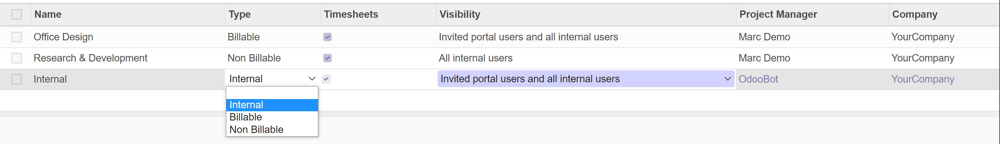 Name Type Timesheets Visibility Project Manager Company
Office Design Billable Invited portal users and all internal users Marc Demo YourCompany
Research & Development Non Billable All internal users Marc Demo YourCompany
Internal Internal Invited portal users and all internal users OdooBot YourCompany
Internal
Billable
Non Billable